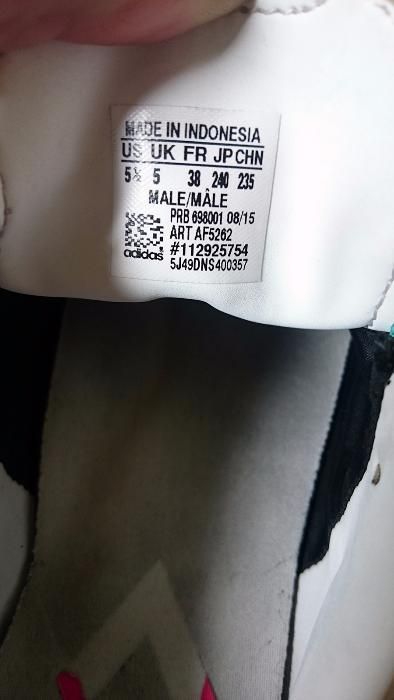 MADE IN INDONESIA
US UK FR JP CHN
5½ 5 38 240 235
MALE/MÂLE
PRB 698001 08/15
ART AF5262
#112925754
adidas
5J49DNS400357